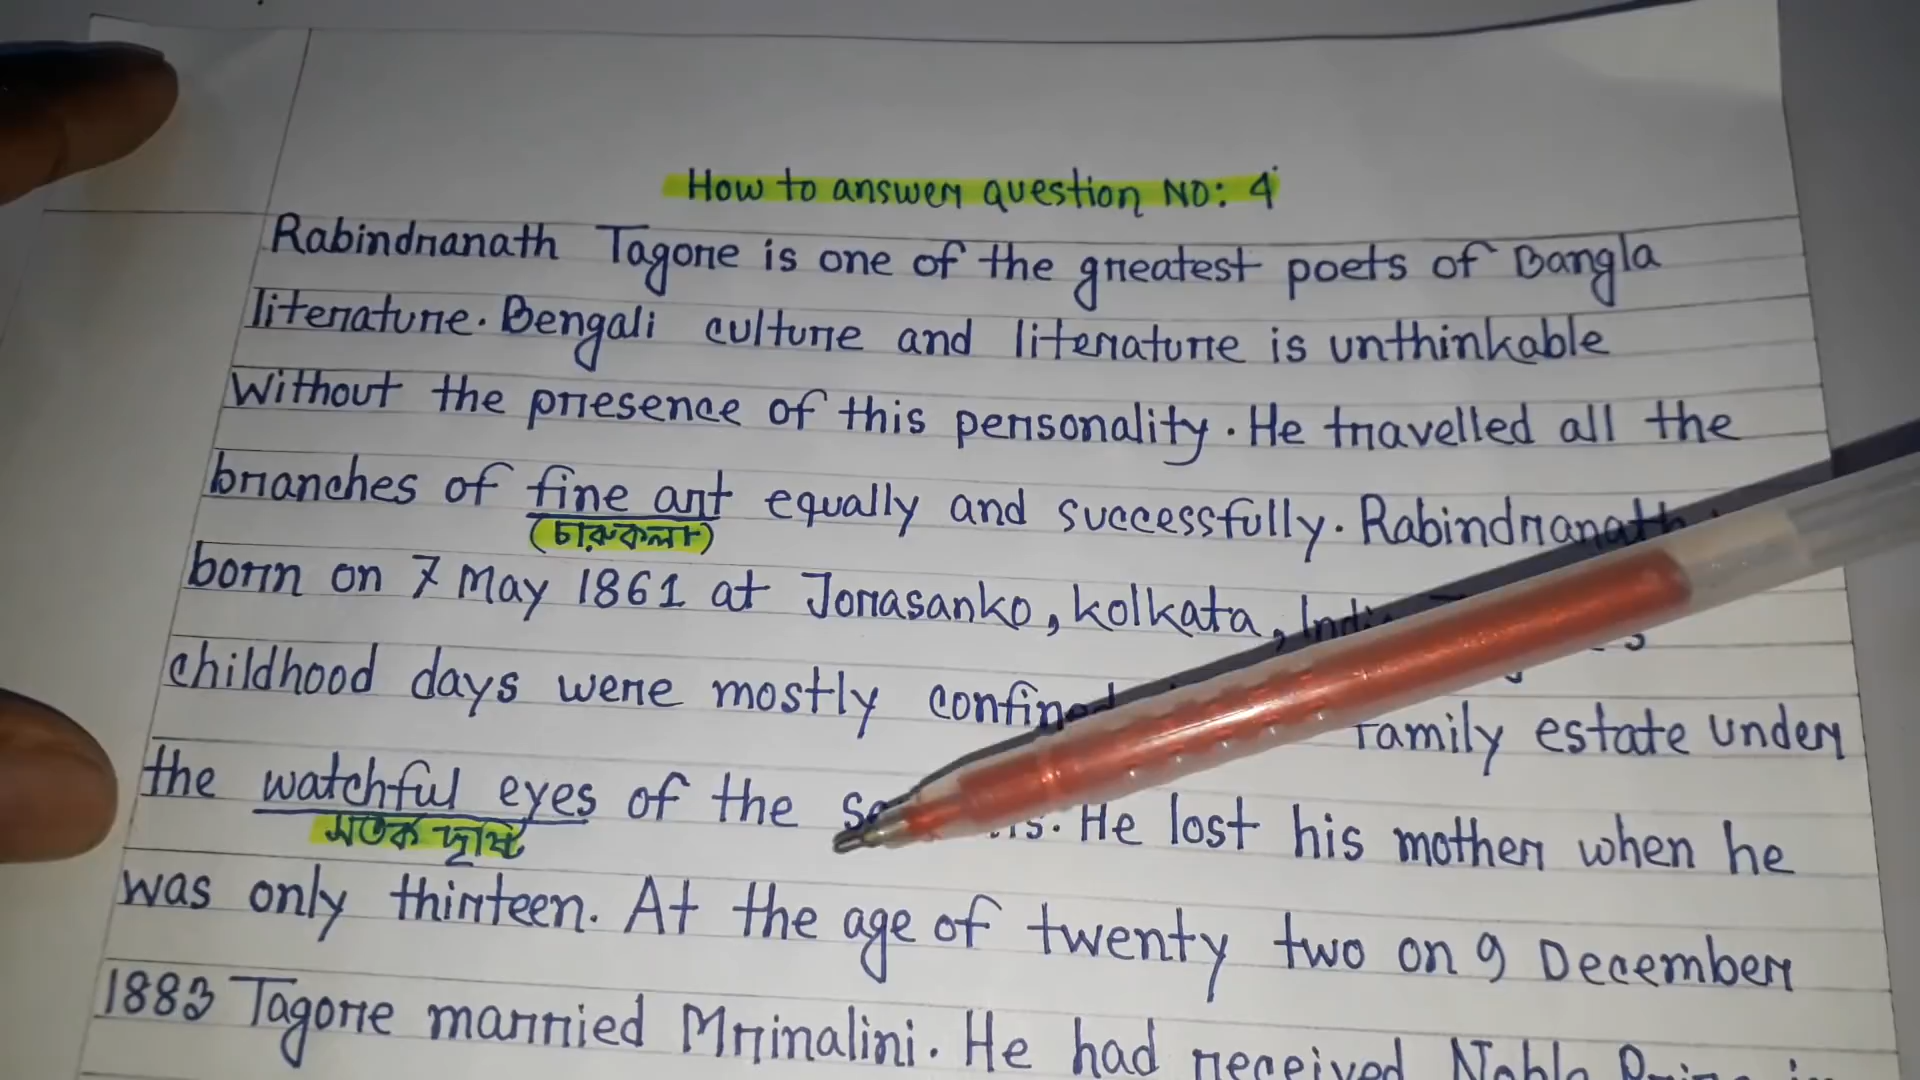 How to answer question NO: 4
Rabindranath Tagore is one of the greatest poets of Bangla
literature. Bengali culture and literature is unthinkable
Without the presence of this personality. He travelled all the
branches of fine art equally and successfully. Rabindranath
(চারুকলা)
born on 7 May 1861 at Jorasanko, Kolkata,
childhood days were mostly confined family estate under
the watchful eyes of the He lost his mother when he
সতর্ক দৃষ্টি
was only thirteen. At the age of twenty two on 9 December
1883 Tagore married Mrinalini. He had received